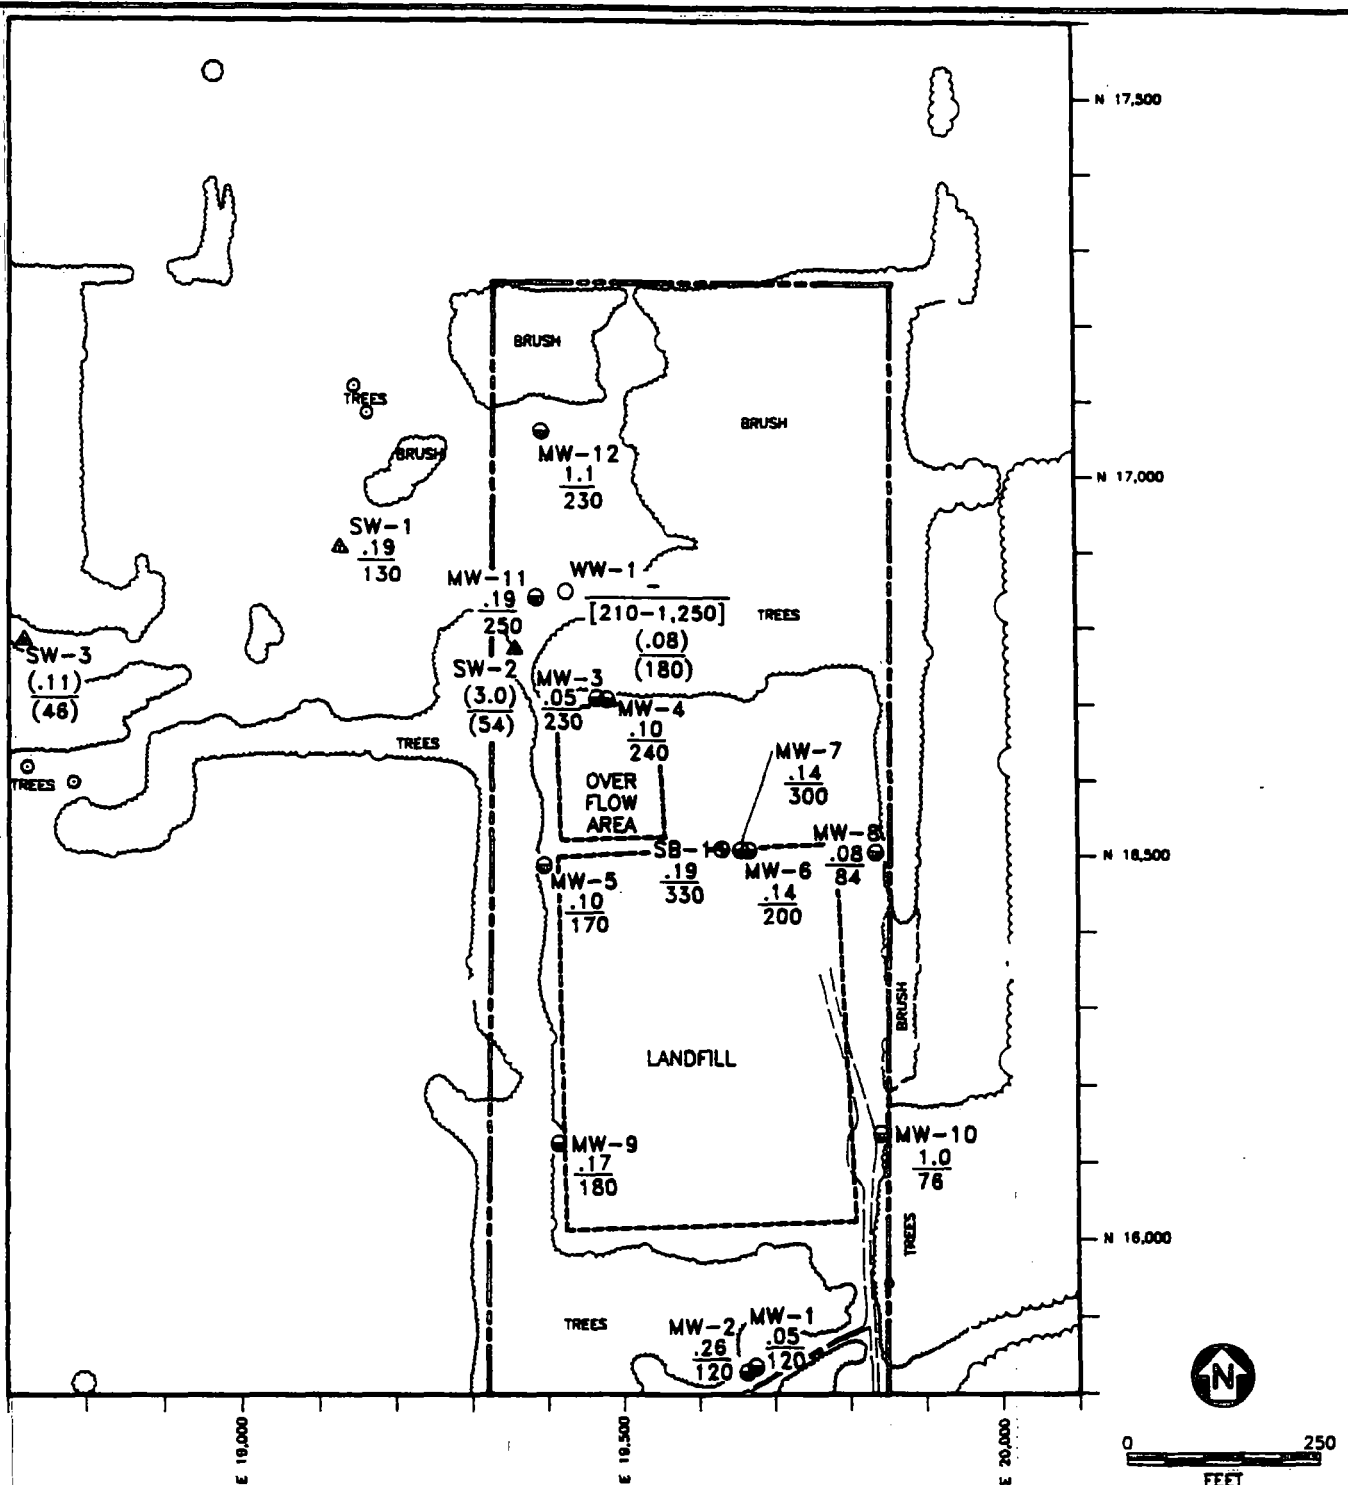 N 17,500
BRUSH
TREES
BRUSH
BRUSH
MW-12
1.1
230
N 17,000
SW-1
.19
130
MW-11
.19
250
WW-1
-
[210-1,250]
(.08)
(180)
TREES
SW-3
(.11)
(46)
SW-2
(3.0)
(54)
MW-3
.05
230
MW-4
.10
240
TREES
TREES
OVER
FLOW
AREA
MW-7
.14
300
SB-1
.19
330
MW-6
.14
200
MW-8
.08
84
N 16,500
MW-5
.10
170
BRUSH
LANDFILL
MW-9
.17
180
MW-10
1.0
76
TREES
N 16,000
TREES
MW-2
.26
120
MW-1
.05
120
N
E 19,000
E 19,500
E 20,000
0 250
FEET